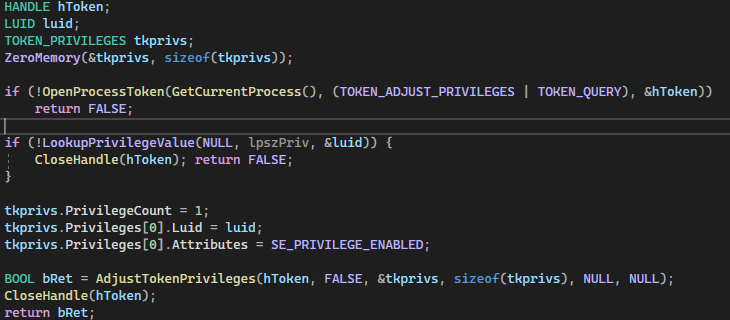 HANDLE hToken;
LUID luid;
TOKEN_PRIVILEGES tkprivs;
ZeroMemory(&tkprivs, sizeof(tkprivs));
if (!OpenProcessToken(GetCurrentProcess(), (TOKEN_ADJUST_PRIVILEGES | TOKEN_QUERY), &hToken))
    return FALSE;
if (!LookupPrivilegeValue(NULL, lpszPriv, &luid)) {
    CloseHandle(hToken); return FALSE;
}
tkprivs.PrivilegeCount = 1;
tkprivs.Privileges[0].Luid = luid;
tkprivs.Privileges[0].Attributes = SE_PRIVILEGE_ENABLED;
BOOL bRet = AdjustTokenPrivileges(hToken, FALSE, &tkprivs, sizeof(tkprivs), NULL, NULL);
CloseHandle(hToken);
return bRet;